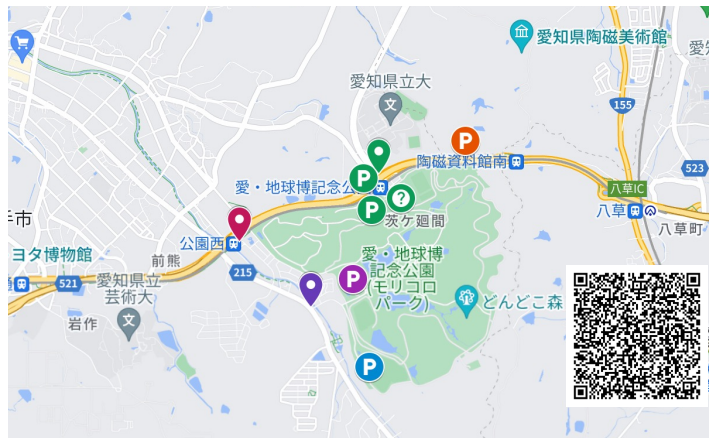 愛知県陶磁美術館
愛知県立大
文
155
P
陶磁資料館南
P
愛・地球博記念公
523
八草IC
P
?
茨ケ廻間
八草
八草町
手市
公園西
ヨタ博物館
前熊
215
愛・地球博
記念公園
(モリコロ
パーク)
P
521
愛知県立
芸術大
どんどこ森
岩作
文
P